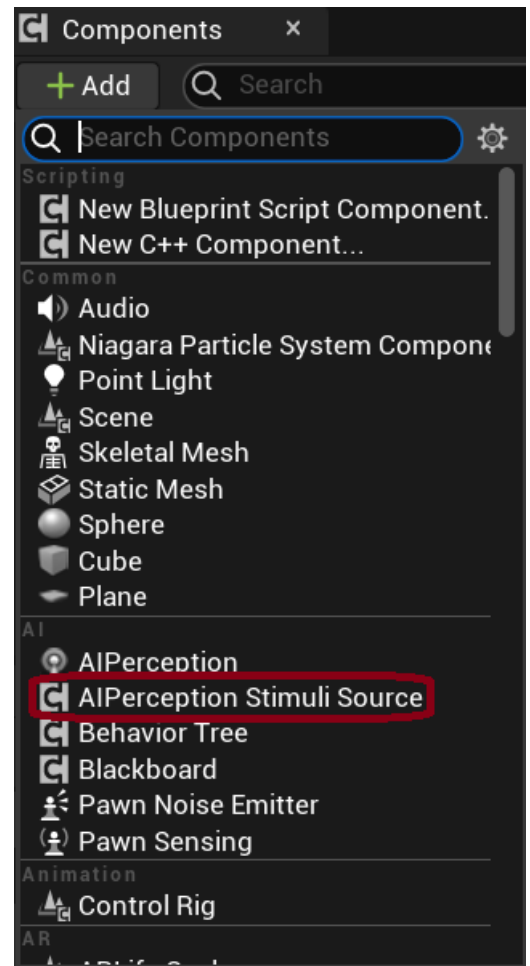 Components
+ Add
Search
Search Components
Scripting
New Blueprint Script Component.
New C++ Component...
Common
Audio
Niagara Particle System Compone
Point Light
Scene
Skeletal Mesh
Static Mesh
Sphere
Cube
Plane
AI
AIPerception
AIPerception Stimuli Source
Behavior Tree
Blackboard
Pawn Noise Emitter
Pawn Sensing
Animation
Control Rig
AR